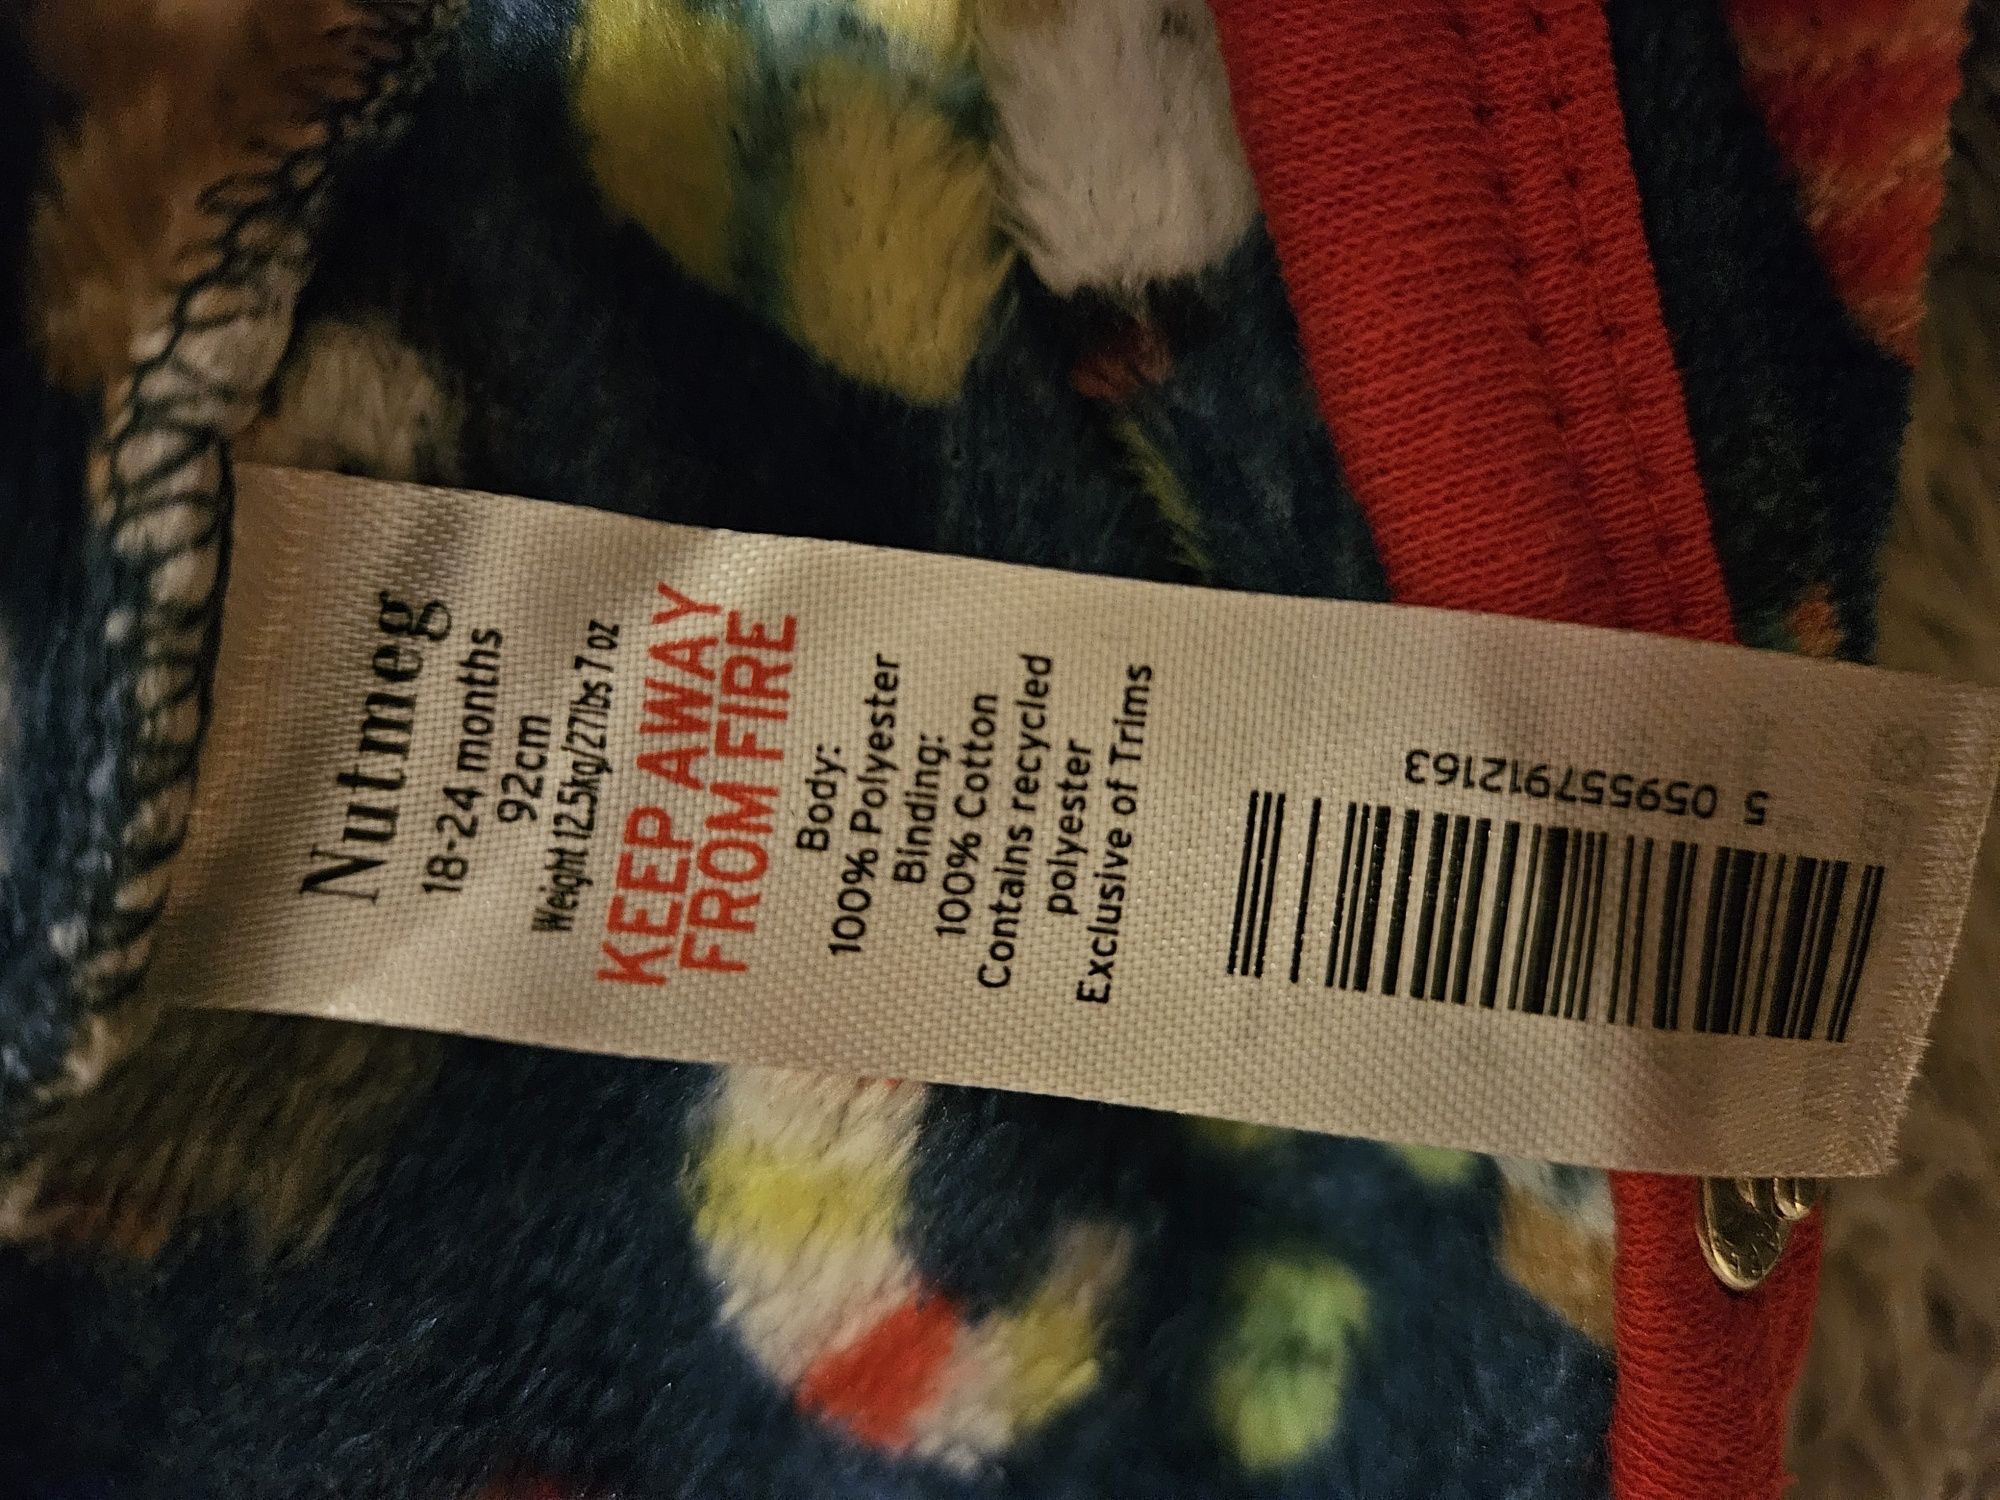 Nutmeg
18-24 months
92cm
Weight 12.5kg/27lbs 7 oz
KEEP AWAY
FROM FIRE
Body:
100% Polyester
Binding:
100% Cotton
Contains recycled
polyester
Exclusive of Trims
5 059557912163